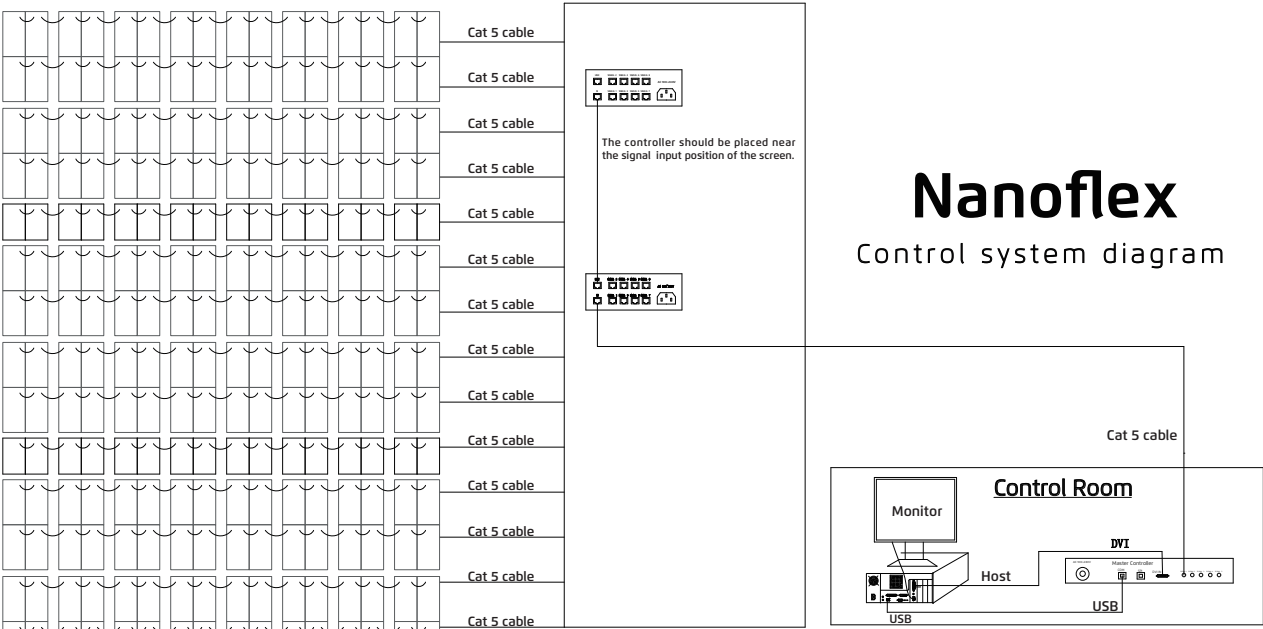 Cat 5 cable
Cat 5 cable
Cat 5 cable
Cat 5 cable
Cat 5 cable
Cat 5 cable
Cat 5 cable
Cat 5 cable
Cat 5 cable
Cat 5 cable
Cat 5 cable
Cat 5 cable
Cat 5 cable
Cat 5 cable
The controller should be placed near
the signal input position of the screen.
Nanoflex
Control system diagram
Cat 5 cable
Control Room
Monitor
DVI
Master Controller
Host
USB
USB